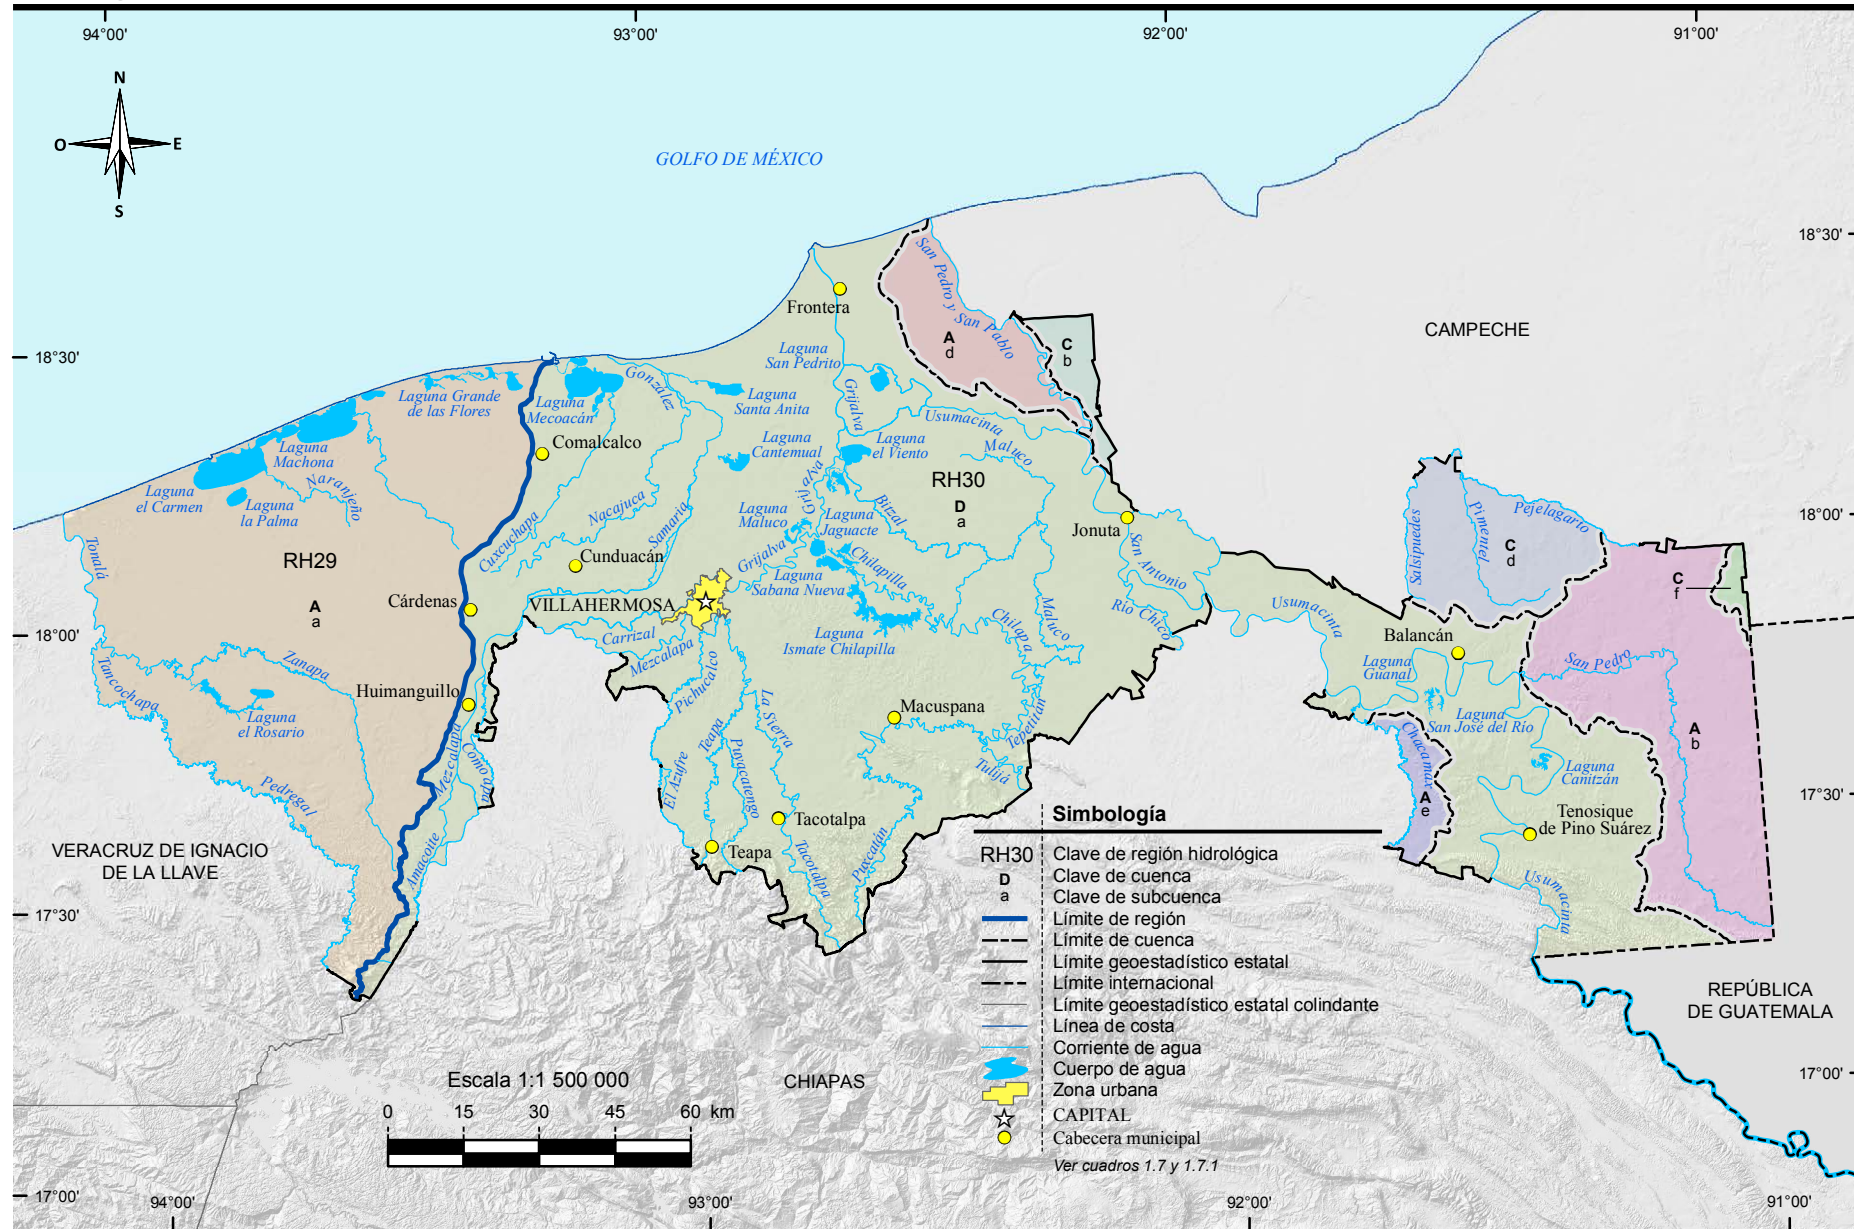 94°00'
93°00'
92°00'
91°00'
N
O
E
S
GOLFO DE MÉXICO
18°30'
18°30'
18°00'
18°00'
17°30'
17°30'
17°00'
17°00'
CAMPECHE
San Pedro y San Pablo
A
d
C
b
Frontera
Laguna
San Pedrito
Grijalva
González
Laguna Grande
de las Flores
Laguna
Mecoacán
Laguna
Santa Anita
Usumacinta
Maluco
Laguna
Cantemual
Laguna
el Viento
Comalcalco
Laguna
Machona
Naranjeño
Laguna
el Carmen
Laguna
la Palma
RH29
A
a
Tonalá
Cuxcuchapa
Nacajuca
Samaria
Cunduacán
Cárdenas
VILLAHERMOSA
Laguna
Maluco
Grijalva
Laguna
Jaguacte
Bitzal
RH30
D
a
Jonuta
San Antonio
Grijalva
Laguna
Sabana Nueva
Chilapilla
Río Chico
Chilapa
Maluco
Laguna
Ismate Chilapilla
Carrizal
Mezcalapa
Pichucalco
La Sierra
Macuspana
Tepetitán
Tulijá
Zanapa
Tancochapa
Laguna
el Rosario
Huimanguillo
Mezcalapa
Como apa
Pedregal
Amacoite
El Azufre
Teapa
Puyacatengo
Tacotalpa
Teapa
Tacotalpa
Puxcatán
Usumacinta
Salsipuedes
Pimentel
Pejelagarto
C
d
C
f
Balancán
Laguna
Guanal
San Pedro
Laguna
San José del Río
A
b
Chacamax
A
e
Laguna
Canitzán
Tenosique
de Pino Suárez
Usumacinta
VERACRUZ DE IGNACIO
DE LA LLAVE
CHIAPAS
REPÚBLICA
DE GUATEMALA
Escala 1:1 500 000
0 15 30 45 60 km
Simbología
RH30 Clave de región hidrológica
D Clave de cuenca
a Clave de subcuenca
Límite de región
Límite de cuenca
Límite geoestadístico estatal
Límite internacional
Límite geoestadístico estatal colindante
Línea de costa
Corriente de agua
Cuerpo de agua
Zona urbana
CAPITAL
Cabecera municipal
Ver cuadros 1.7 y 1.7.1
94°00'
93°00'
92°00'
91°00'